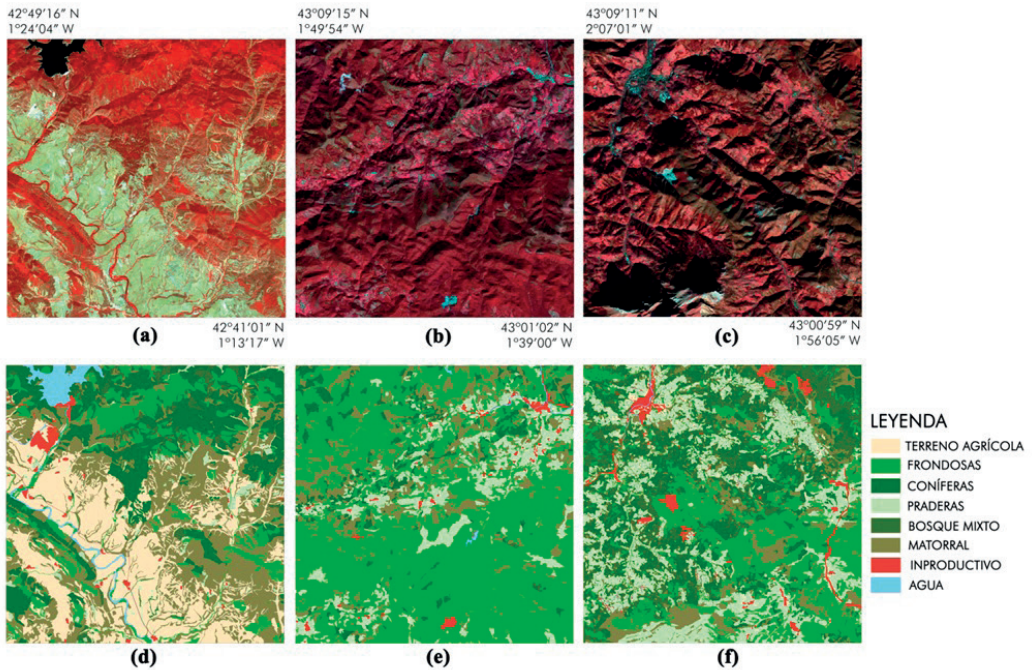 42°49'16" N
1°24'04" W
43°09'15" N
1°49'54" W
43°09'11" N
2°07'01" W
(a)
42°41'01" N
1°13'17" W
(b)
43°01'02" N
1°39'00" W
(c)
43°00'59" N
1°56'05" W
LEYENDA
TERRENO AGRÍCOLA
FRONDOSAS
CONÍFERAS
PRADERAS
BOSQUE MIXTO
MATORRAL
INPRODUCTIVO
AGUA
(d)
(e)
(f)